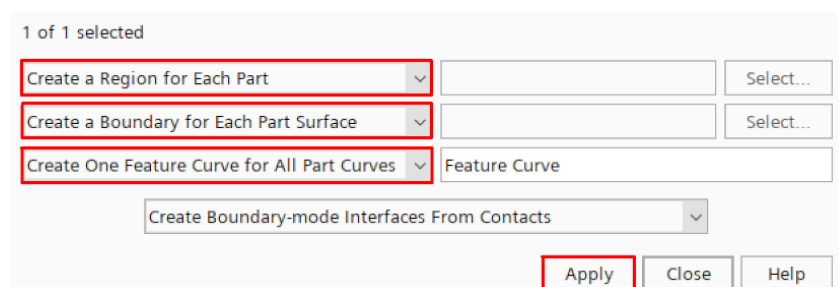 1 of 1 selected
Create a Region for Each Part
Select...
Create a Boundary for Each Part Surface
Select...
Create One Feature Curve for All Part Curves
Feature Curve
Create Boundary-mode Interfaces From Contacts
Apply
Close
Help